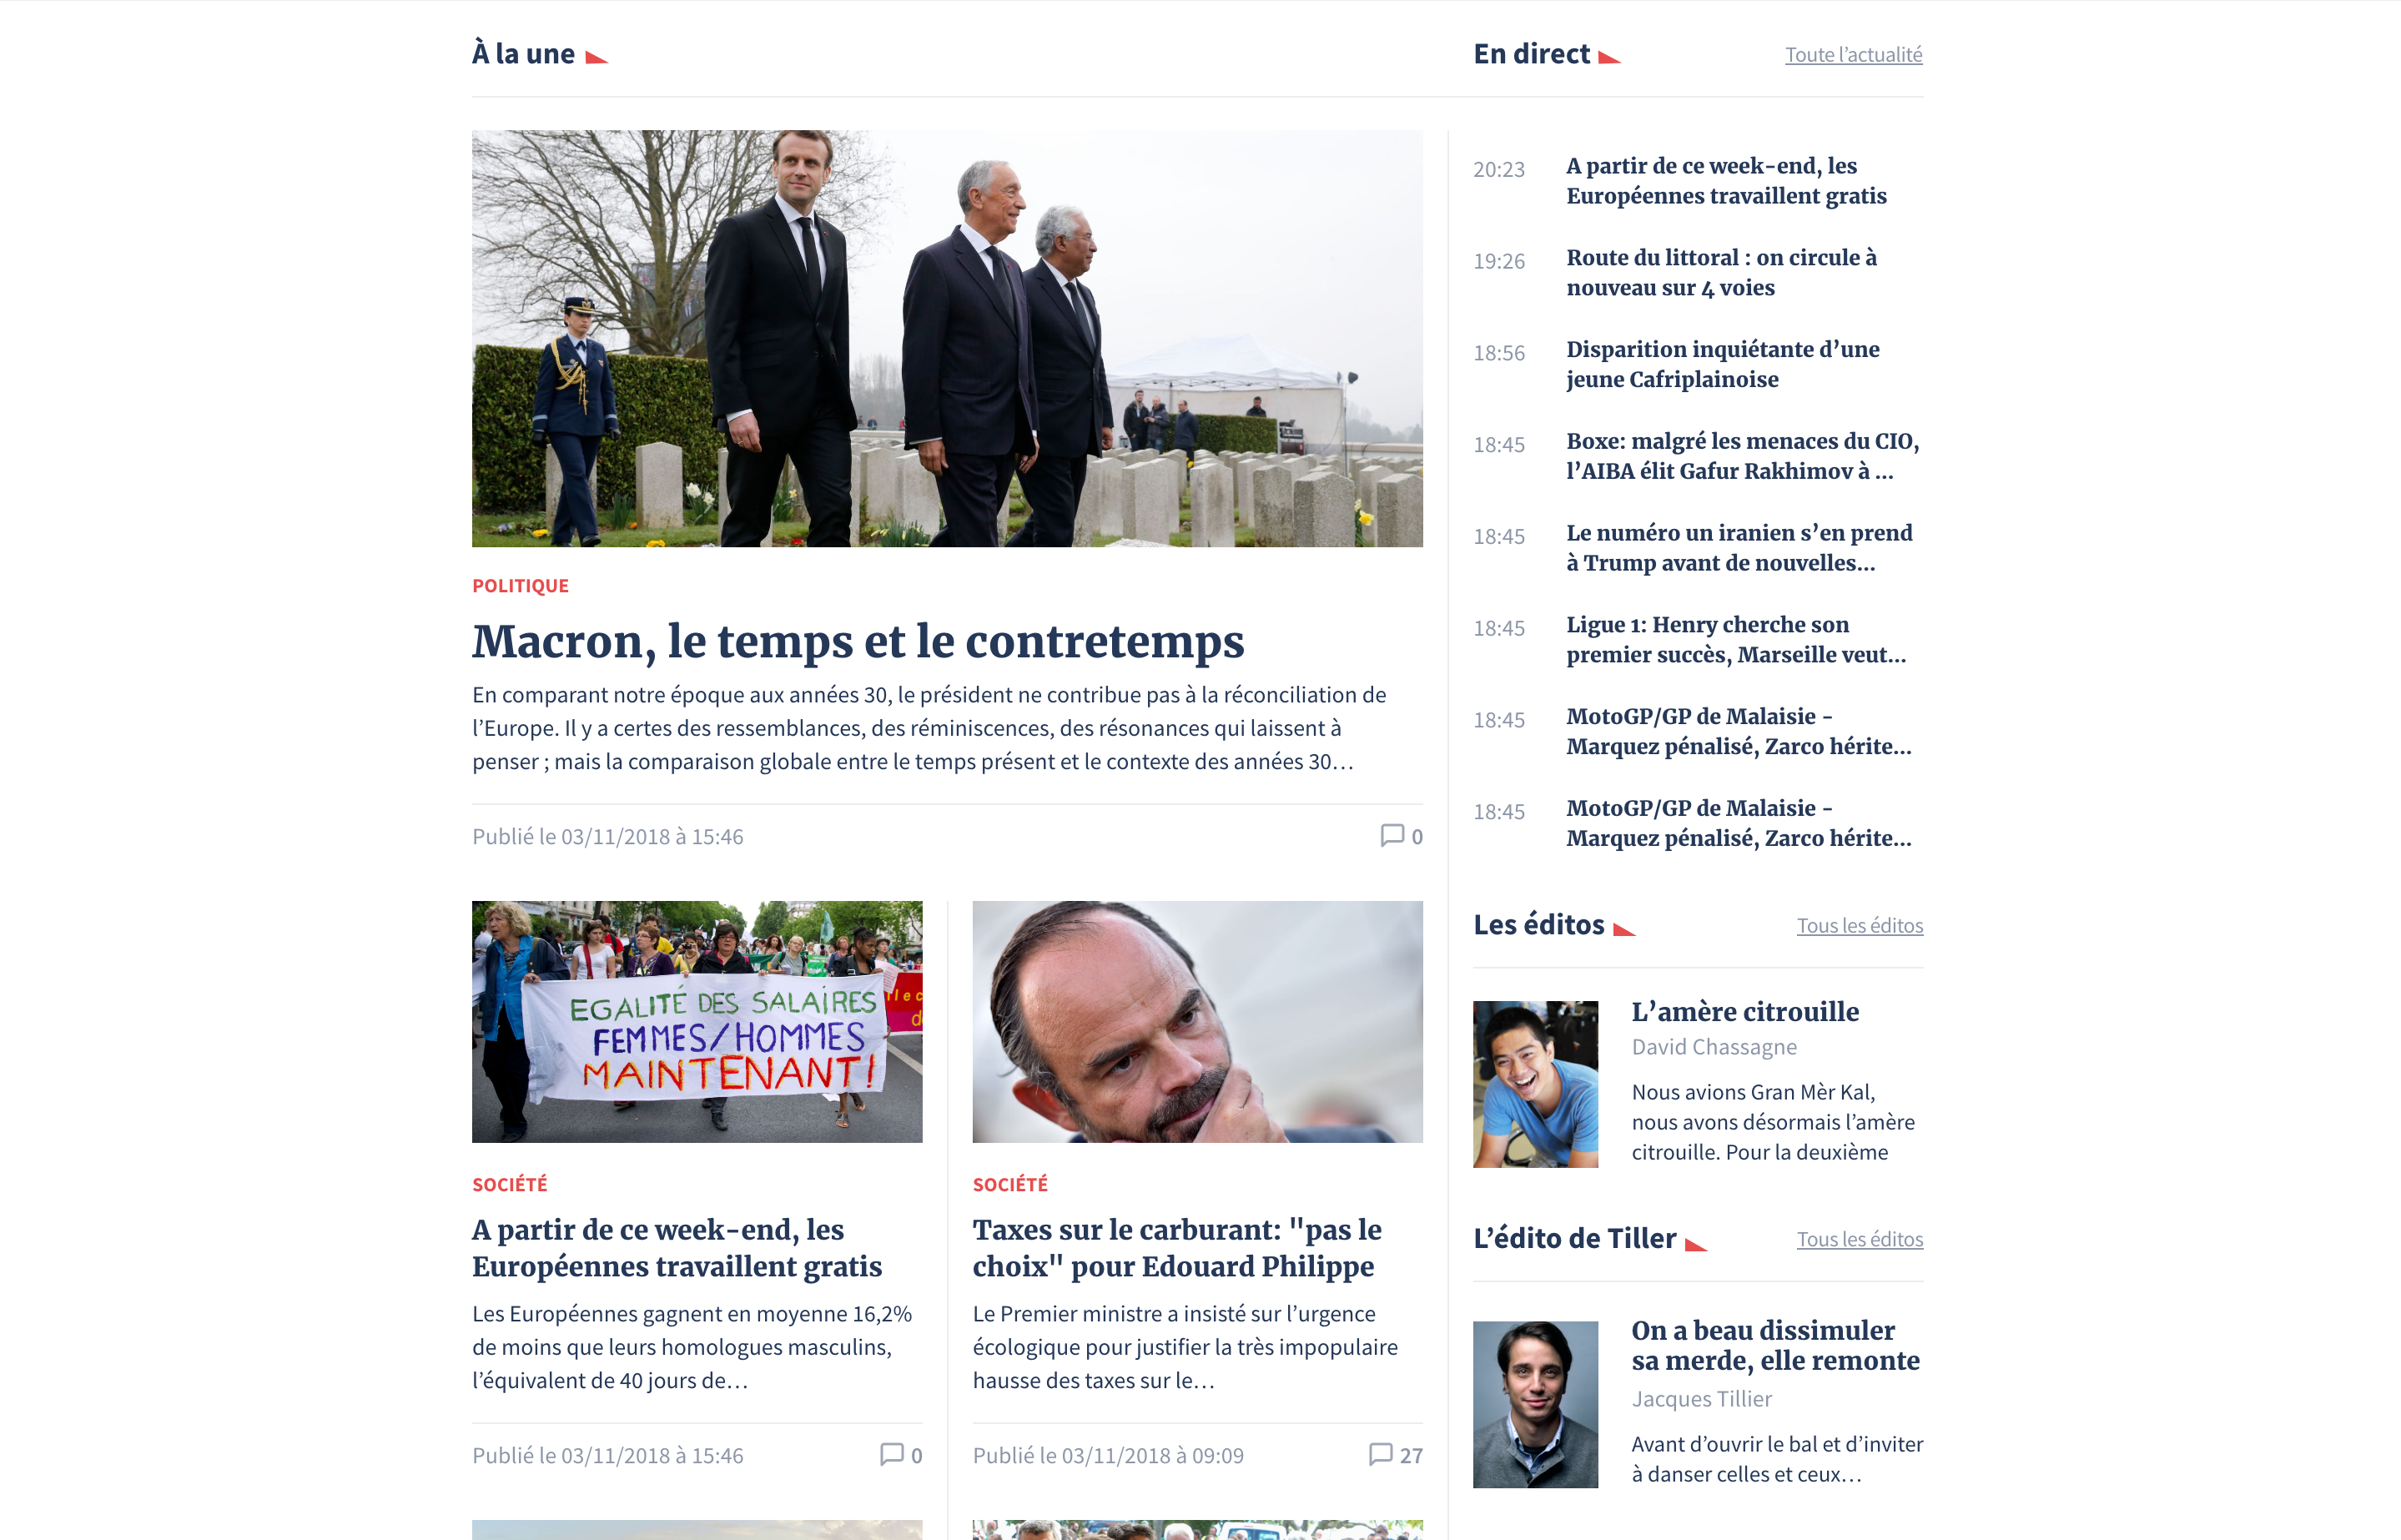 À la une
En direct
Toute l’actualité
POLITIQUE
Macron, le temps et le contretemps
En comparant notre époque aux années 30, le président ne contribue pas à la réconciliation de
l’Europe. Il y a certes des ressemblances, des réminiscences, des résonances qui laissent à
penser ; mais la comparaison globale entre le temps présent et le contexte des années 30…
Publié le 03/11/2018 à 15:46
0
EGALITÉ DES SALAIRES
FEMMES/HOMMES
MAINTENANT!
SOCIÉTÉ
A partir de ce week-end, les
Européennes travaillent gratis
Les Européennes gagnent en moyenne 16,2%
de moins que leurs homologues masculins,
l’équivalent de 40 jours de…
Publié le 03/11/2018 à 15:46
0
SOCIÉTÉ
Taxes sur le carburant: "pas le
choix" pour Edouard Philippe
Le Premier ministre a insisté sur l’urgence
écologique pour justifier la très impopulaire
hausse des taxes sur le…
Publié le 03/11/2018 à 09:09
27
20:23
A partir de ce week-end, les
Européennes travaillent gratis
19:26
Route du littoral : on circule à
nouveau sur 4 voies
18:56
Disparition inquiétante d’une
jeune Cafriplainoise
18:45
Boxe: malgré les menaces du CIO,
l’AIBA élit Gafur Rakhimov à ...
18:45
Le numéro un iranien s’en prend
à Trump avant de nouvelles...
18:45
Ligue 1: Henry cherche son
premier succès, Marseille veut...
18:45
MotoGP/GP de Malaisie -
Marquez pénalisé, Zarco hérite...
18:45
MotoGP/GP de Malaisie -
Marquez pénalisé, Zarco hérite...
Les éditos
Tous les éditos
L’amère citrouille
David Chassagne
Nous avions Gran Mèr Kal,
nous avons désormais l’amère
citrouille. Pour la deuxième
L’édito de Tiller
Tous les éditos
On a beau dissimuler
sa merde, elle remonte
Jacques Tillier
Avant d’ouvrir le bal et d’inviter
à danser celles et ceux…